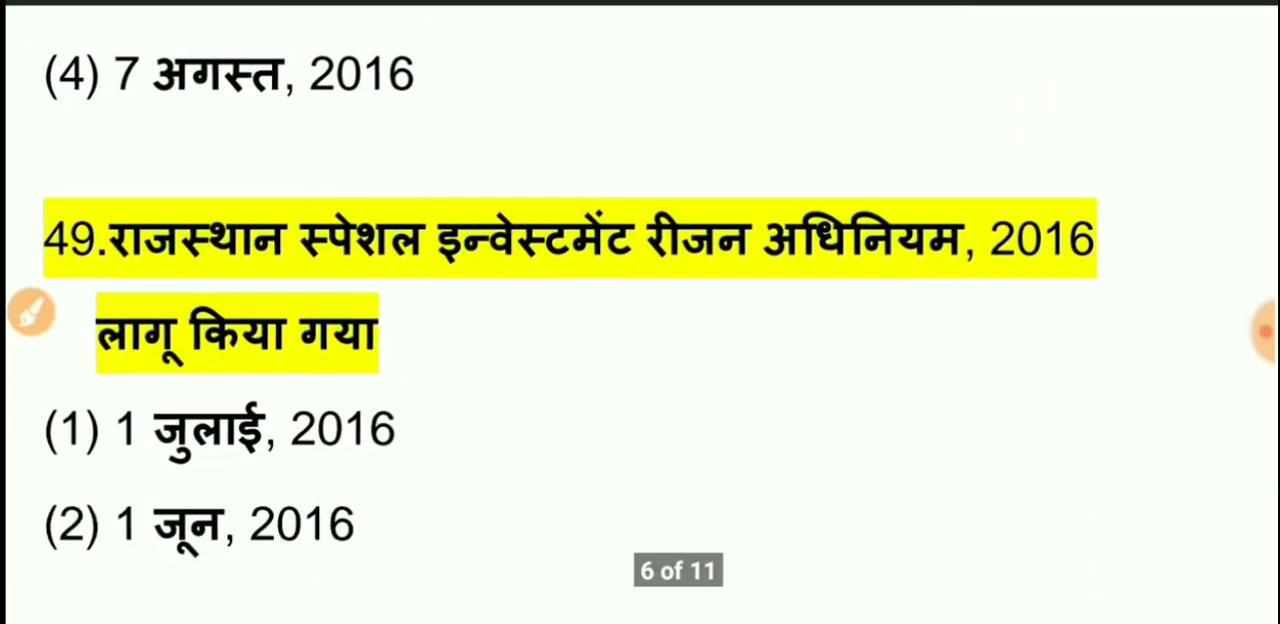 (4) 7 अगस्त, 2016
49.राजस्थान स्पेशल इन्वेस्टमेंट रीजन अधिनियम, 2016
लागू किया गया
(1) 1 जुलाई, 2016
(2) 1 जून, 2016
6 of 11